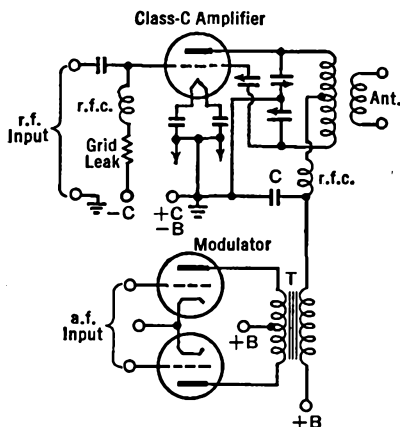 Class-C Amplifier
r.f.
Input
r.f.c.
Grid
Leak
-C
+C
-B
C
r.f.c.
Ant.
Modulator
a.f.
Input
+B
T
+B